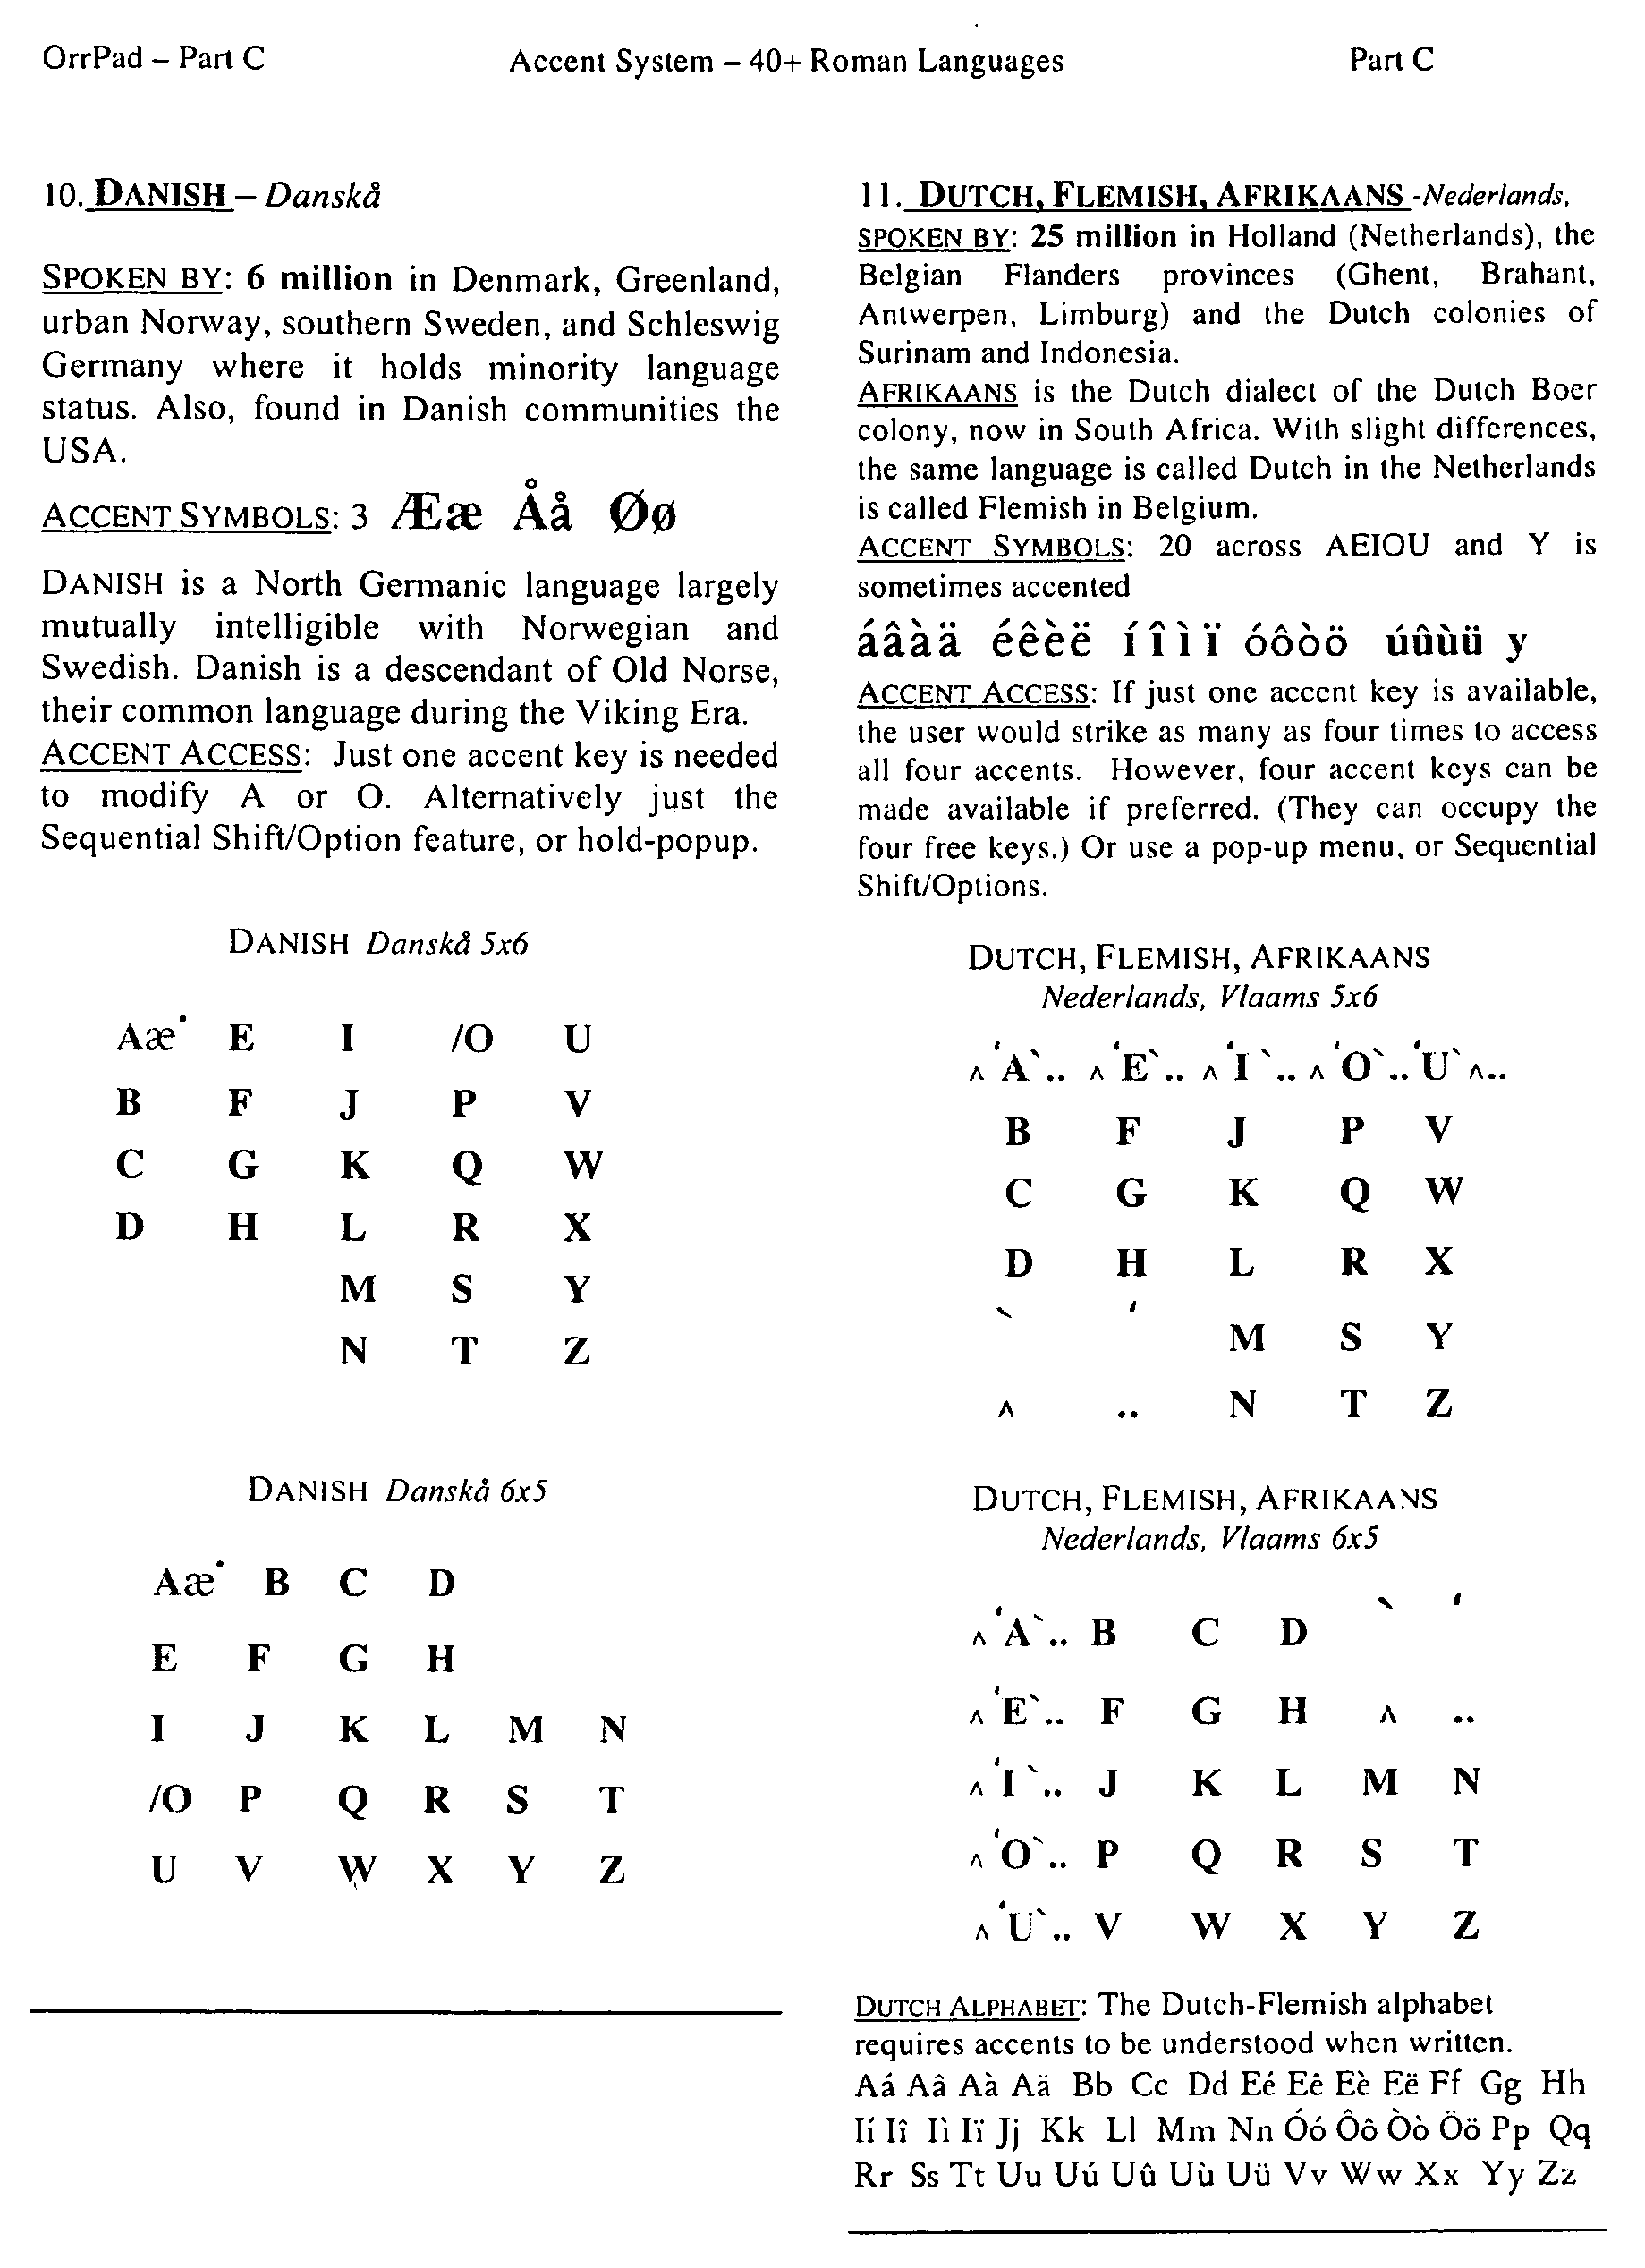 OrrPad – Part C Accent System – 40+ Roman Languages Part C
10. DANISH – Danskå
SPOKEN BY: 6 million in Denmark, Greenland,
urban Norway, southern Sweden, and Schleswig
Germany where it holds minority language
status. Also, found in Danish communities the
USA.
ACCENT SYMBOLS: 3 Ææ Åå Øø
DANISH is a North Germanic language largely
mutually intelligible with Norwegian and
Swedish. Danish is a descendant of Old Norse,
their common language during the Viking Era.
ACCENT ACCESS: Just one accent key is needed
to modify A or O. Alternatively just the
Sequential Shift/Option feature, or hold-popup.
DANISH Danskå 5x6
Aæ˙ E I /O U
B F J P V
C G K Q W
D H L R X
M S Y
N T Z
DANISH Danskå 6x5
Aæ˙ B C D
E F G H
I J K L M N
/O P Q R S T
U V W X Y Z
11. DUTCH, FLEMISH, AFRIKAANS -Nederlands,
SPOKEN BY: 25 million in Holland (Netherlands), the
Belgian Flanders provinces (Ghent, Brahant,
Antwerpen, Limburg) and the Dutch colonies of
Surinam and Indonesia.
AFRIKAANS is the Dutch dialect of the Dutch Boer
colony, now in South Africa. With slight differences,
the same language is called Dutch in the Netherlands
is called Flemish in Belgium.
ACCENT SYMBOLS: 20 across AEIOU and Y is
sometimes accented
áâàä éêèë íîìï óôòö úûùü y
ACCENT ACCESS: If just one accent key is available,
the user would strike as many as four times to access
all four accents. However, four accent keys can be
made available if preferred. (They can occupy the
four free keys.) Or use a pop-up menu, or Sequential
Shift/Options.
DUTCH, FLEMISH, AFRIKAANS
Nederlands, Vlaams 5x6
^ ´A`.. ^ ´E`.. ^ ´I`.. ^ ´O`.. ´U`^..
B F J P V
C G K Q W
D H L R X
` ´ M S Y
^ .. N T Z
DUTCH, FLEMISH, AFRIKAANS
Nederlands, Vlaams 6x5
^ ´A`.. B C D ` ´
^ ´E`.. F G H ^ ..
^ ´I`.. J K L M N
^ ´O`.. P Q R S T
^ ´U`.. V W X Y Z
DUTCH ALPHABET: The Dutch-Flemish alphabet
requires accents to be understood when written.
Aá Aâ Aà Aä Bb Cc Dd Eé Eê Eè Eë Ff Gg Hh
Ií Iî Iì Iï Jj Kk Ll Mm Nn Óó Ôô Òò Öö Pp Qq
Rr Ss Tt Uu Uú Uû Uù Uü Vv Ww Xx Yy Zz